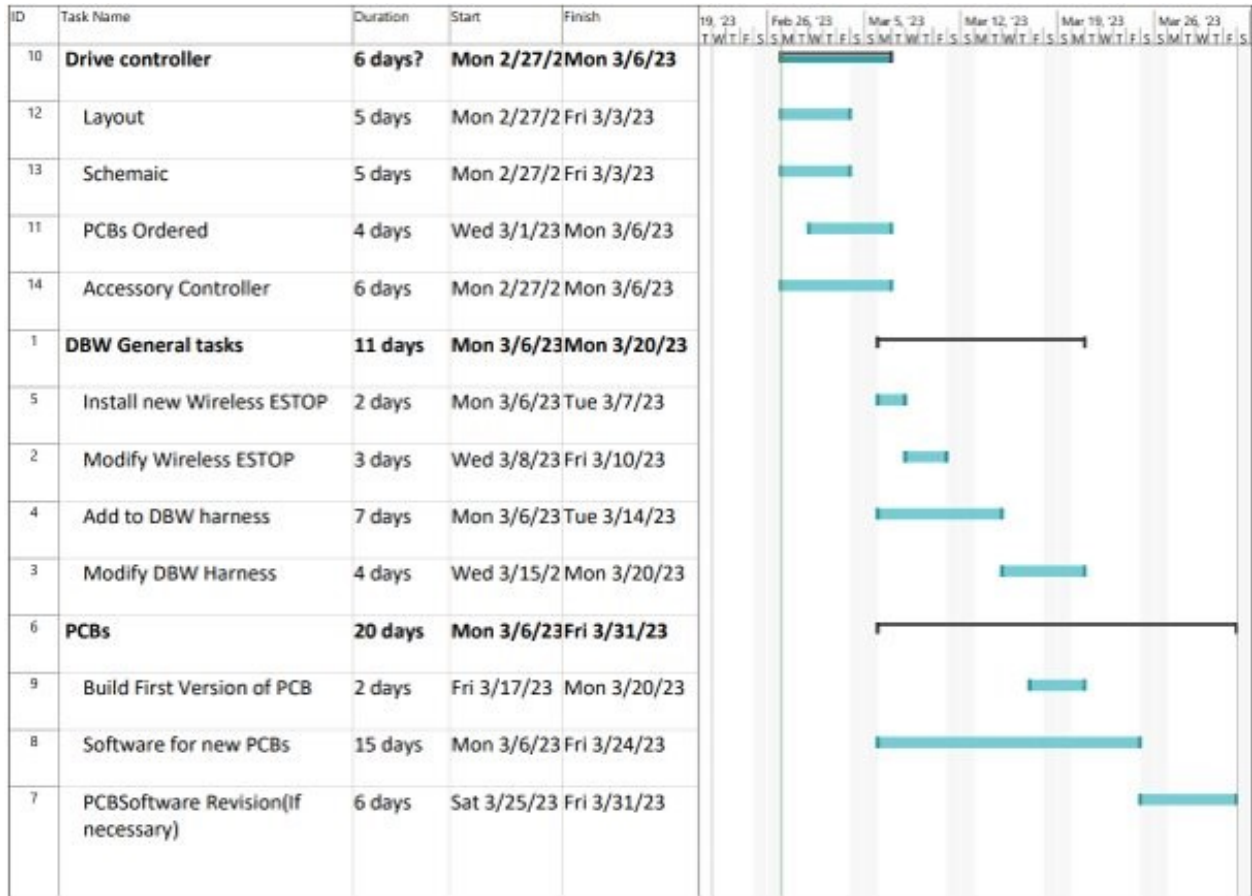 ID Task Name Duration Start Finish 19, '23 Feb 26, '23 Mar 5, '23 Mar 12, '23 Mar 19, '23 Mar 26, '23
T W T F S S M T W T F S S M T W T F S S M T W T F S S M T W T F S S M T W T F S
10 Drive controller 6 days? Mon 2/27/2 Mon 3/6/23
12 Layout 5 days Mon 2/27/2 Fri 3/3/23
13 Schemaic 5 days Mon 2/27/2 Fri 3/3/23
11 PCBs Ordered 4 days Wed 3/1/23 Mon 3/6/23
14 Accessory Controller 6 days Mon 2/27/2 Mon 3/6/23
1 DBW General tasks 11 days Mon 3/6/23 Mon 3/20/23
5 Install new Wireless ESTOP 2 days Mon 3/6/23 Tue 3/7/23
2 Modify Wireless ESTOP 3 days Wed 3/8/23 Fri 3/10/23
4 Add to DBW harness 7 days Mon 3/6/23 Tue 3/14/23
3 Modify DBW Harness 4 days Wed 3/15/2 Mon 3/20/23
6 PCBs 20 days Mon 3/6/23 Fri 3/31/23
9 Build First Version of PCB 2 days Fri 3/17/23 Mon 3/20/23
8 Software for new PCBs 15 days Mon 3/6/23 Fri 3/24/23
7 PCBSoftware Revision(If 6 days Sat 3/25/23 Fri 3/31/23
necessary)